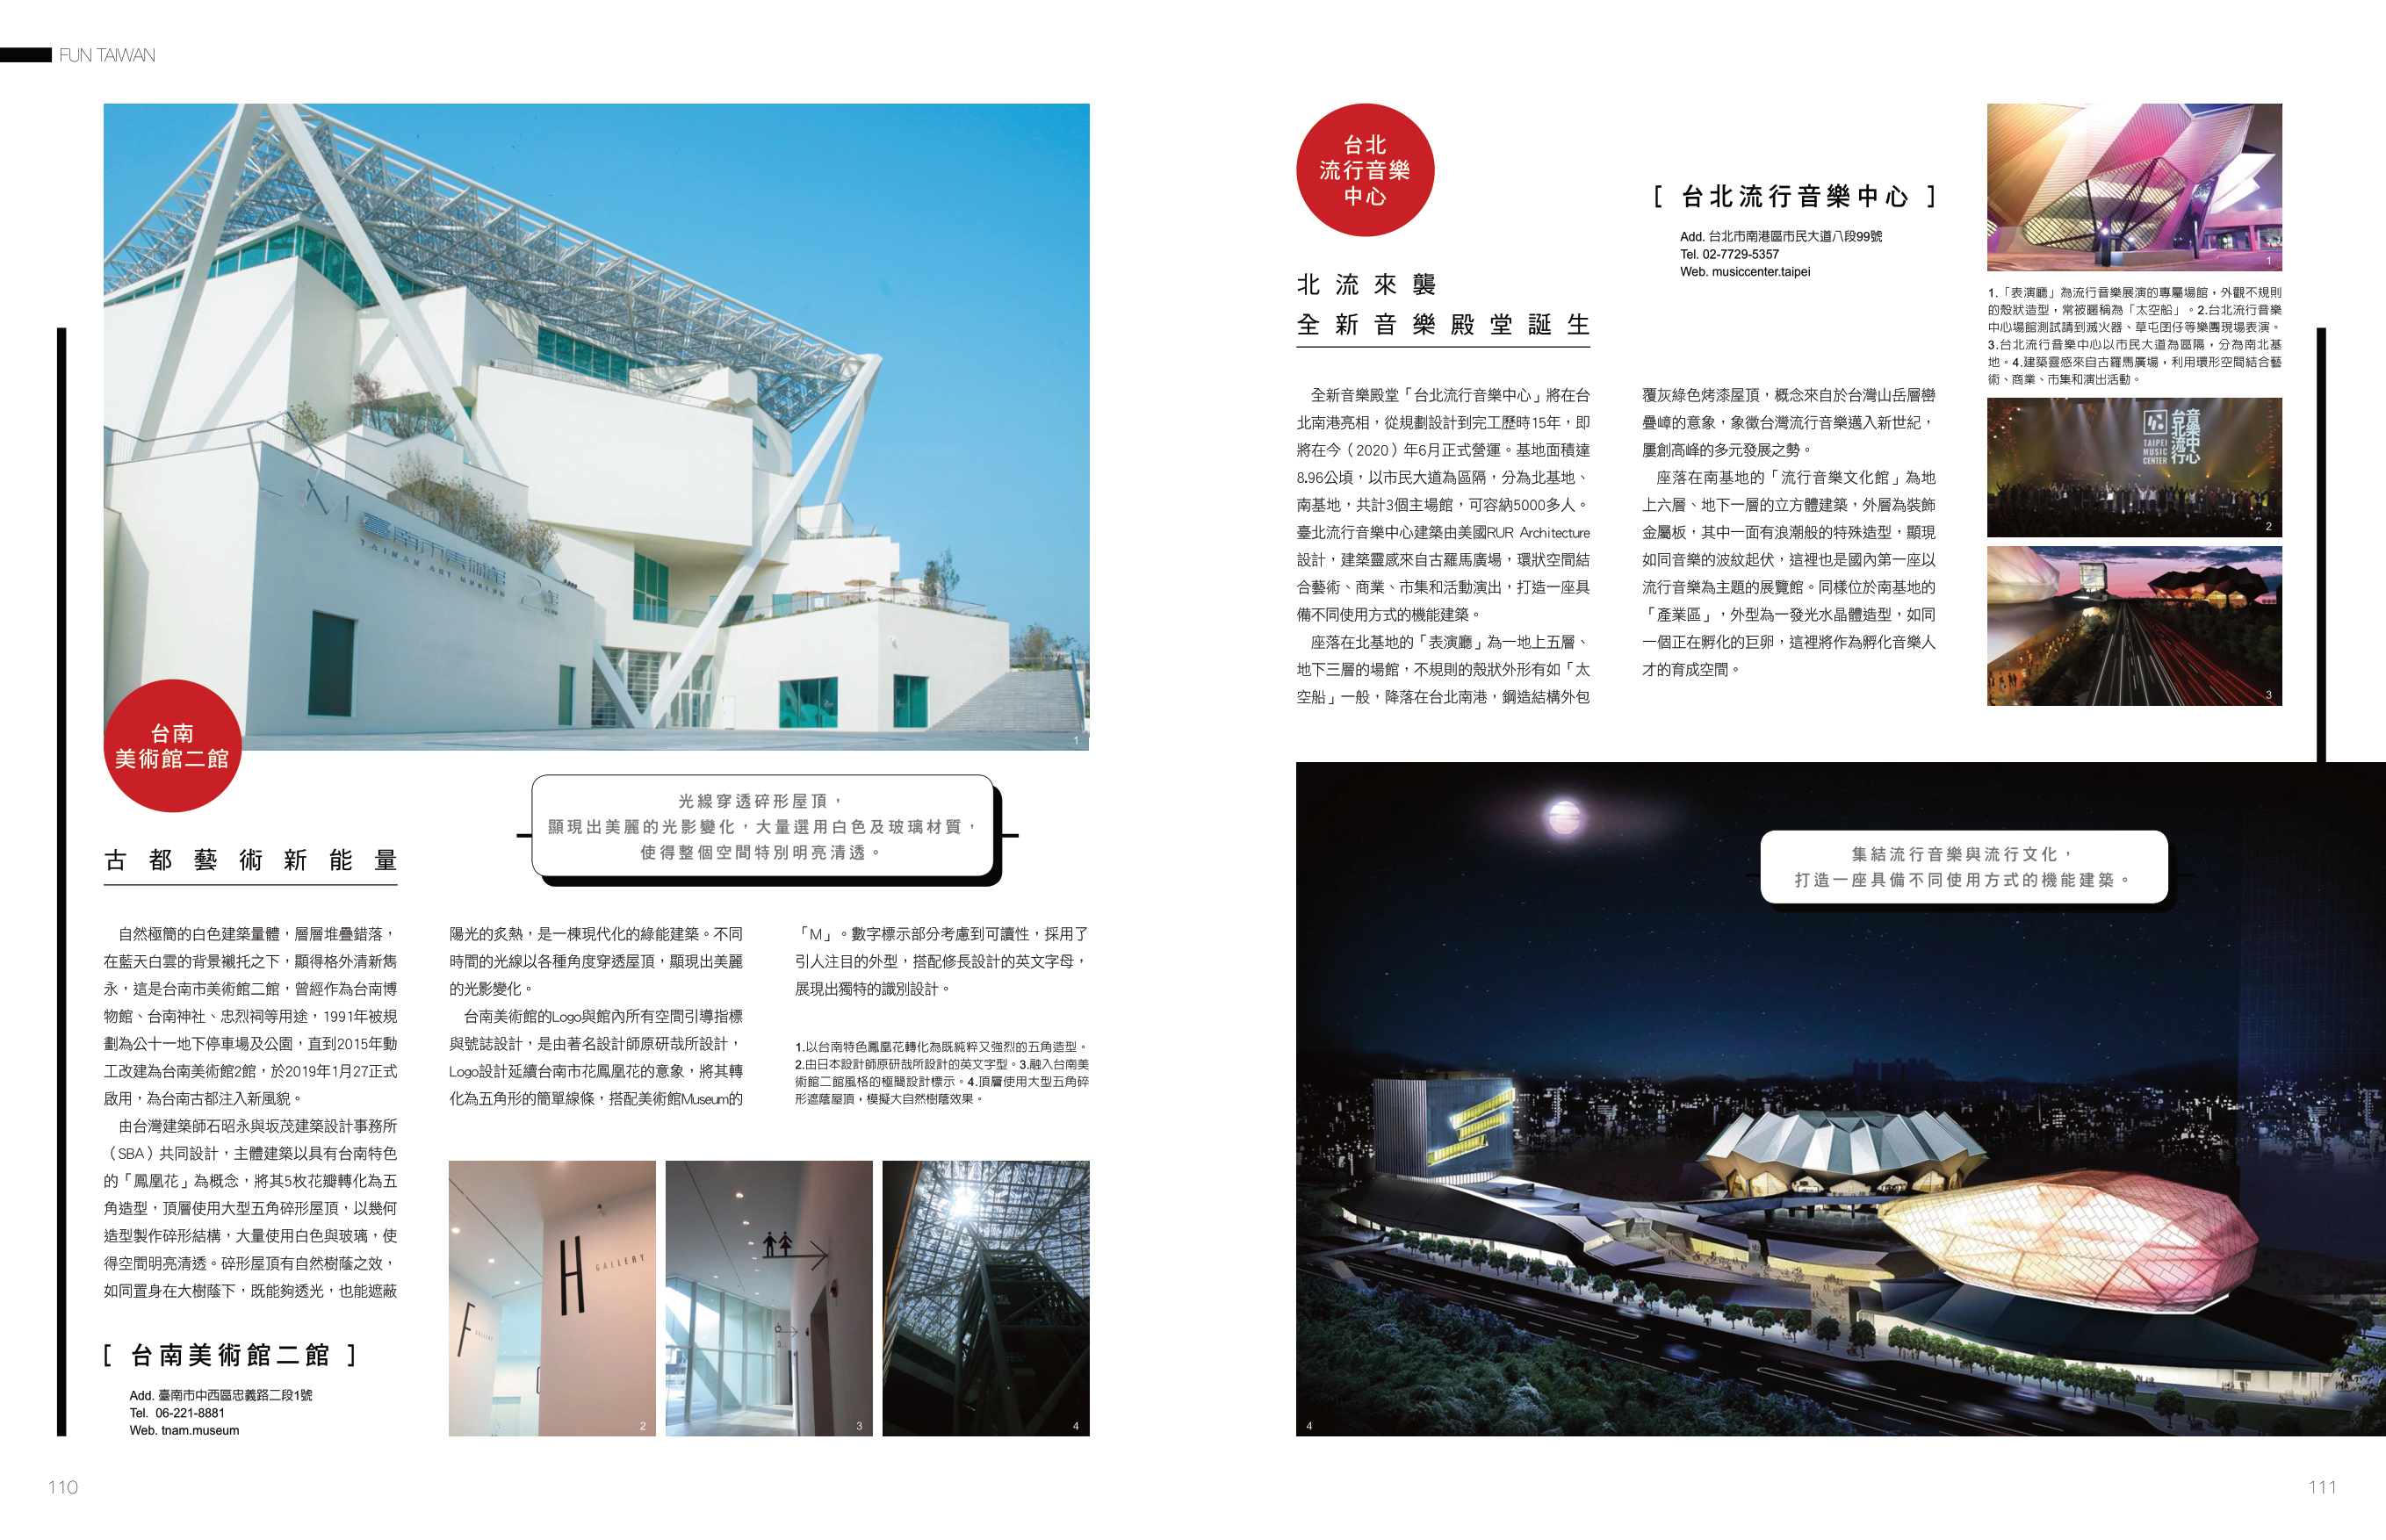 FUN TAIWAN
臺南市美術館 2館
TAINAN ART MUSEUM
1
台南
美術館二館
光線穿透碎形屋頂，
顯現出美麗的光影變化，大量選用白色及玻璃材質，
使得整個空間特別明亮清透。
古都藝術新能量
自然極簡的白色建築量體，層層堆疊錯落，
在藍天白雲的背景襯托之下，顯得格外清新雋
永，這是台南市美術館二館，曾經作為台南博
物館、台南神社、忠烈祠等用途，1991年被規
劃為公十一地下停車場及公園，直到2015年動
工改建為台南美術館2館，於2019年1月27正式
啟用，為台南古都注入新風貌。
由台灣建築師石昭永與坂茂建築設計事務所
（SBA）共同設計，主體建築以具有台南特色
的「鳳凰花」為概念，將其5枚花瓣轉化為五
角造型，頂層使用大型五角碎形屋頂，以幾何
造型製作碎形結構，大量使用白色與玻璃，使
得空間明亮清透。碎形屋頂有自然樹蔭之效，
如同置身在大樹蔭下，既能夠透光，也能遮蔽
陽光的炙熱，是一棟現代化的綠能建築。不同
時間的光線以各種角度穿透屋頂，顯現出美麗
的光影變化。
台南美術館的Logo與館內所有空間引導指標
與號誌設計，是由著名設計師原研哉所設計，
Logo設計延續台南市花鳳凰花的意象，將其轉
化為五角形的簡單線條，搭配美術館Museum的
「M」。數字標示部分考慮到可讀性，採用了
引人注目的外型，搭配修長設計的英文字母，
展現出獨特的識別設計。
1.以台南特色鳳凰花轉化為既純粹又強烈的五角造型。
2.由日本設計師原研哉所設計的英文字型。3.融入台南美
術館二館風格的極簡設計標示。4.頂層使用大型五角碎
形遮蔭屋頂，模擬大自然樹蔭效果。
[ 台南美術館二館 ]
Add. 臺南市中西區忠義路二段1號
Tel. 06-221-8881
Web. tnam.museum
F GALLERY
H GALLERY
2
3
4
110
台北
流行音樂
中心
北流來襲
全新音樂殿堂誕生
[ 台北流行音樂中心 ]
Add. 台北市南港區市民大道八段99號
Tel. 02-7729-5357
Web. musiccenter.taipei
全新音樂殿堂「台北流行音樂中心」將在台
北南港亮相，從規劃設計到完工歷時15年，即
將在今（2020）年6月正式營運。基地面積達
8.96公頃，以市民大道為區隔，分為北基地、
南基地，共計3個主場館，可容納5000多人。
臺北流行音樂中心建築由美國RUR Architecture
設計，建築靈感來自古羅馬廣場，環狀空間結
合藝術、商業、市集和活動演出，打造一座具
備不同使用方式的機能建築。
座落在北基地的「表演廳」為一地上五層、
地下三層的場館，不規則的殼狀外形有如「太
空船」一般，降落在台北南港，鋼造結構外包
覆灰綠色烤漆屋頂，概念來自於台灣山岳層巒
疊嶂的意象，象徵台灣流行音樂邁入新世紀，
屢創高峰的多元發展之勢。
座落在南基地的「流行音樂文化館」為地
上六層、地下一層的立方體建築，外層為裝飾
金屬板，其中一面有浪潮般的特殊造型，顯現
如同音樂的波紋起伏，這裡也是國內第一座以
流行音樂為主題的展覽館。同樣位於南基地的
「產業區」，外型為一發光水晶體造型，如同
一個正在孵化的巨卵，這裡將作為孵化音樂人
才的育成空間。
1
1.「表演廳」為流行音樂展演的專屬場館，外觀不規則
的殼狀造型，常被暱稱為「太空船」。2.台北流行音樂
中心場館測試請到滅火器、草屯囝仔等樂團現場表演。
3.台北流行音樂中心以市民大道為區隔，分為南北基
地。4.建築靈感來自古羅馬廣場，利用環形空間結合藝
術、商業、市集和演出活動。
台北流行音樂中心
TAIPEI
MUSIC
CENTER
2
3
集結流行音樂與流行文化，
打造一座具備不同使用方式的機能建築。
4
111